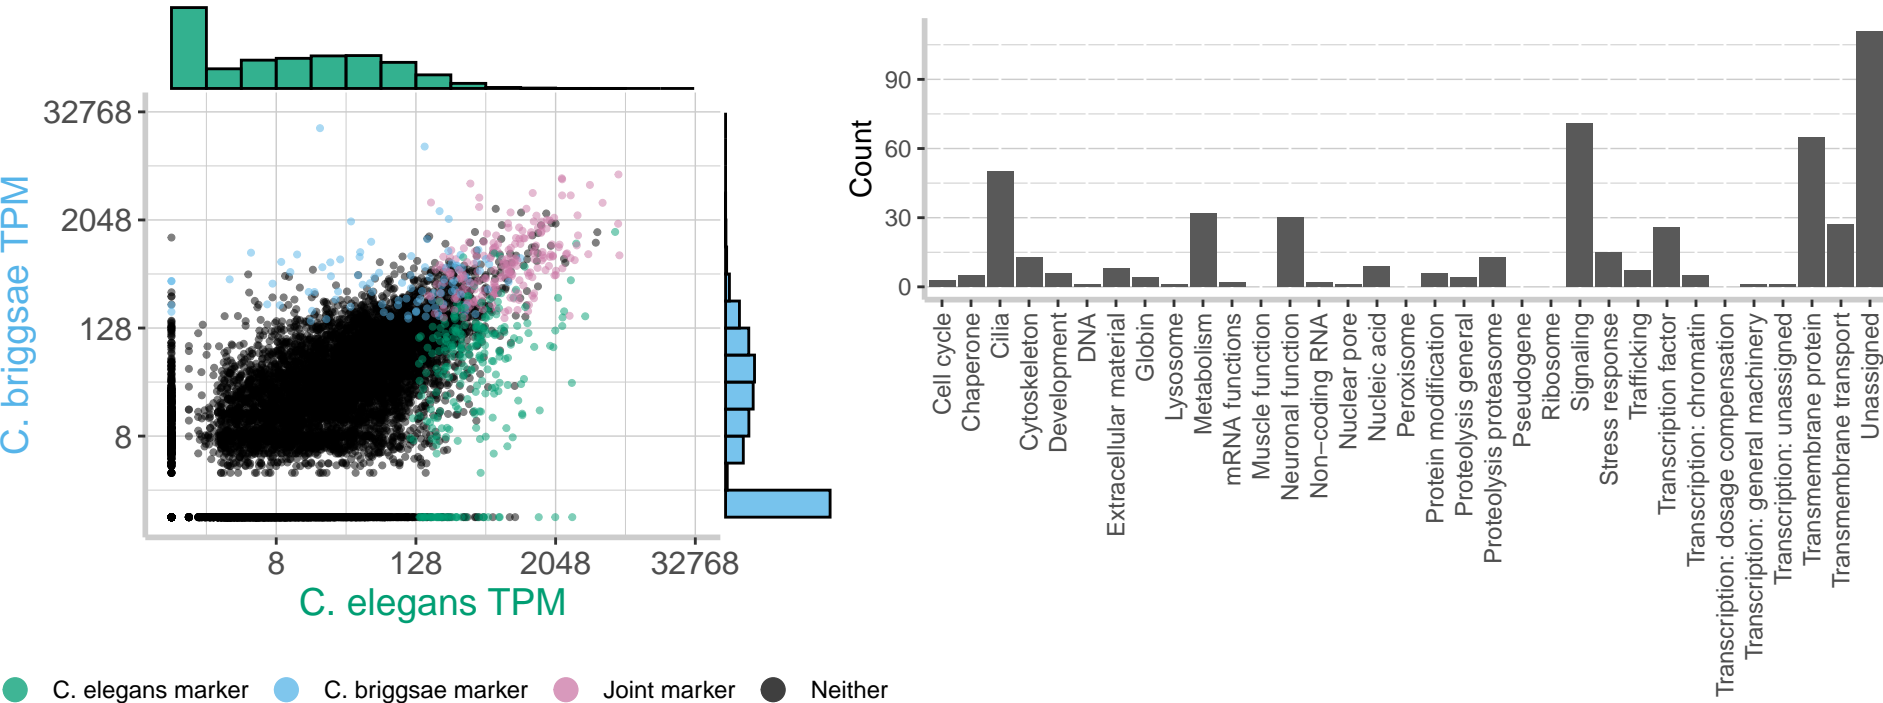 32768
2048
128
8
C. briggsae TPM
8
128
2048
32768
C. elegans TPM
C. elegans marker
C. briggsae marker
Joint marker
Neither
Count
90
60
30
0
Cell cycle
Chaperone
Cilia
Cytoskeleton
Development
DNA
Extracellular material
Globin
Lysosome
Metabolism
mRNA functions
Muscle function
Neuronal function
Non−coding RNA
Nuclear pore
Nucleic acid
Peroxisome
Protein modification
Proteolysis general
Proteolysis proteasome
Pseudogene
Ribosome
Signaling
Stress response
Trafficking
Transcription factor
Transcription: chromatin
Transcription: dosage compensation
Transcription: general machinery
Transcription: unassigned
Transmembrane protein
Transmembrane transport
Unassigned